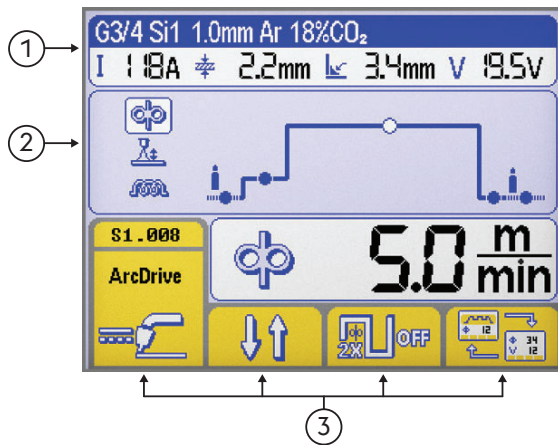 G3/4 Si1 1.0mm Ar 18%CO₂
I 118A 2.2mm 3.4mm V 19.5V
1
2
S1.008
ArcDrive
5.0 m/min
2X OFF
12
34
V 12
3